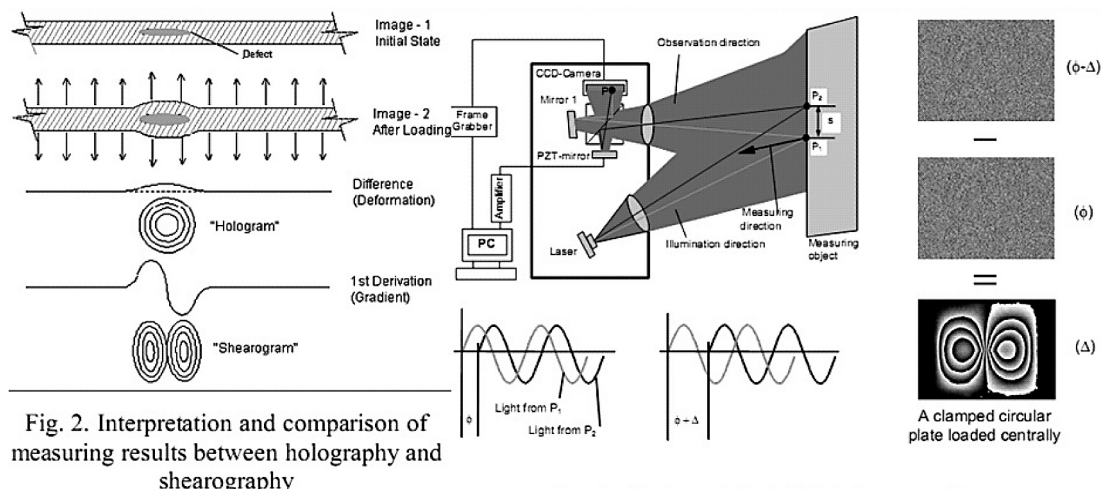 Image - 1
Initial State
Defect
Image - 2
After Loading
Difference
(Deformation)
"Hologram"
1st Derivation
(Gradient)
"Shearogram"
Fig. 2. Interpretation and comparison of
measuring results between holography and
shearography
CCD-Camera
P
Mirror 1
Frame
Grabber
PZT-mirror
Amplifier
PC
Laser
Observation direction
P₂
s
P₁
Measuring
direction
Illumination direction
Measuring
object
Light from P₁
Light from P₂
ϕ
ϕ + Δ
(ϕ-Δ)
(ϕ)
(Δ)
A clamped circular
plate loaded centrally